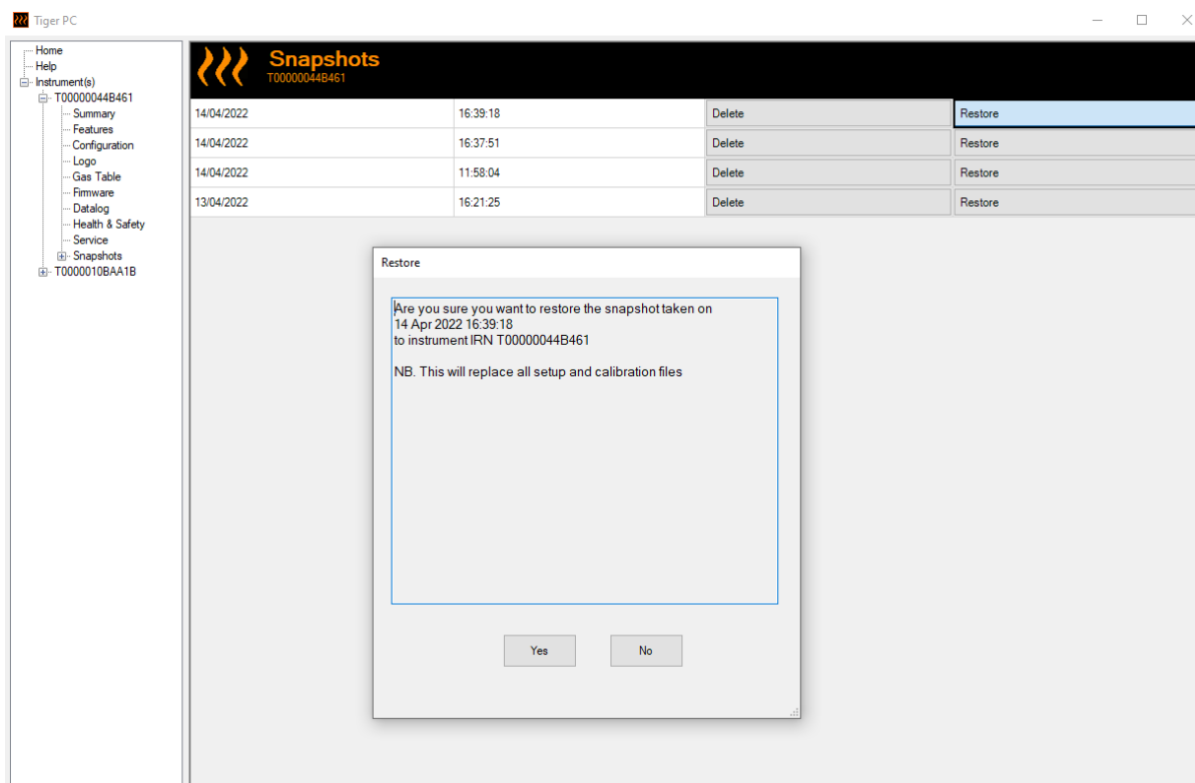 Tiger PC
Home
Help
Instrument(s)
T00000044B461
Summary
Features
Configuration
Logo
Gas Table
Firmware
Datalog
Health & Safety
Service
Snapshots
T0000010BAA1B
Snapshots
T00000044B461
14/04/2022 16:39:18 Delete Restore
14/04/2022 16:37:51 Delete Restore
14/04/2022 11:58:04 Delete Restore
13/04/2022 16:21:25 Delete Restore
Restore
Are you sure you want to restore the snapshot taken on
14 Apr 2022 16:39:18
to instrument IRN T00000044B461
NB. This will replace all setup and calibration files
Yes No